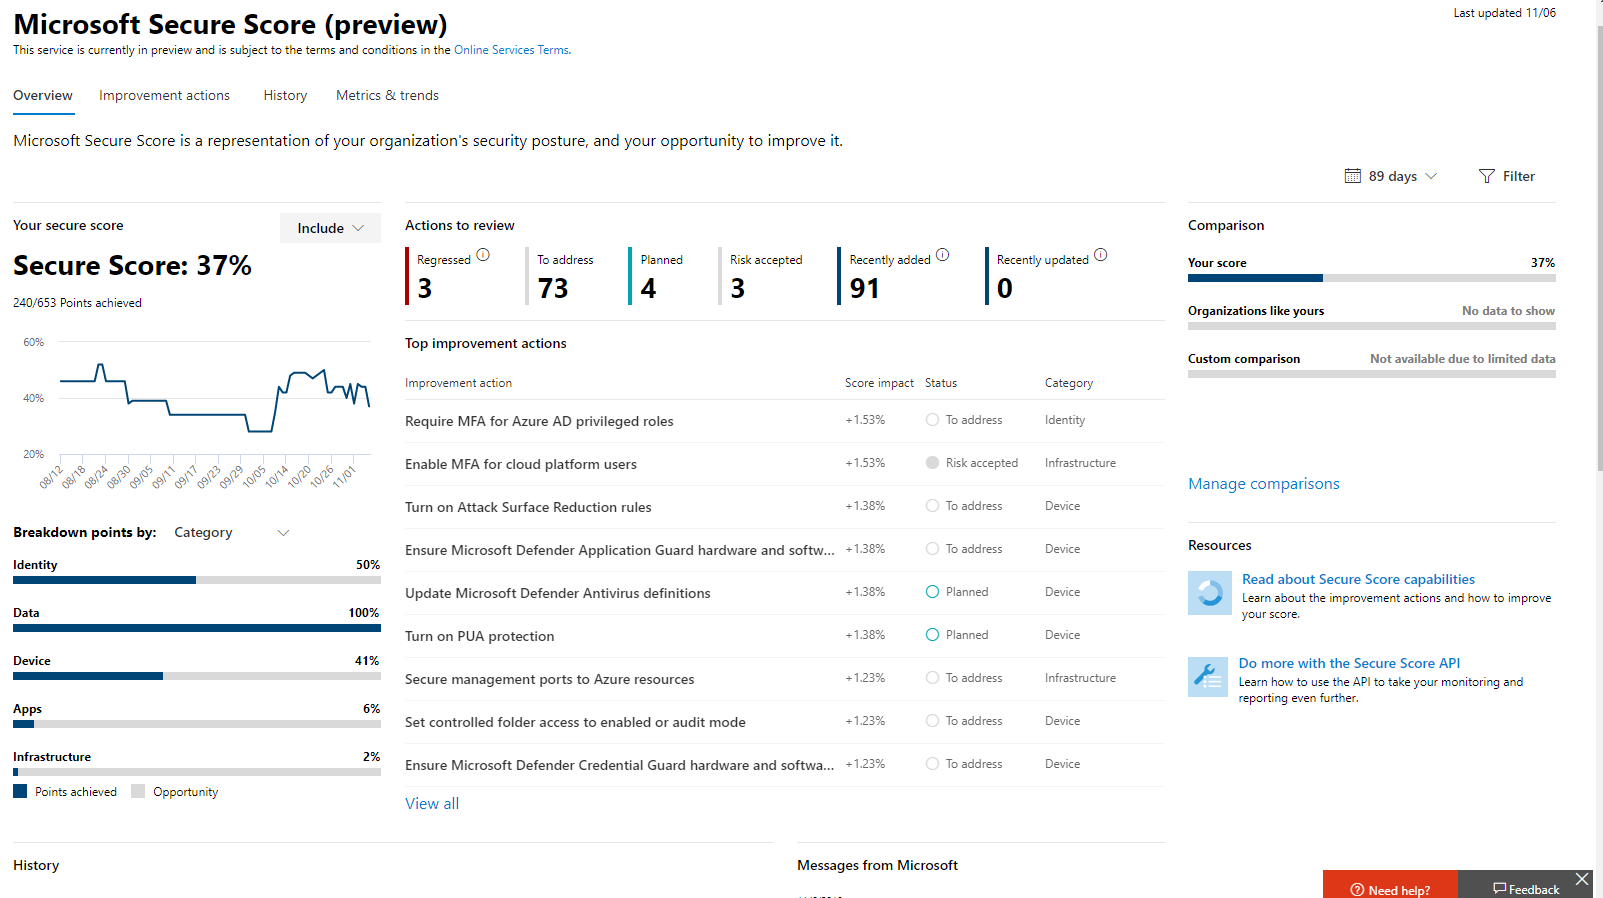 Microsoft Secure Score (preview)
Last updated 11/06
This service is currently in preview and is subject to the terms and conditions in the Online Services Terms.
Overview
Improvement actions
History
Metrics & trends
Microsoft Secure Score is a representation of your organization's security posture, and your opportunity to improve it.
89 days
Filter
Your secure score
Include
Secure Score: 37%
240/653 Points achieved
60%
40%
20%
08/12
08/18
08/24
08/30
09/05
09/11
09/17
09/23
09/29
10/05
10/14
10/20
10/26
11/01
Breakdown points by:
Category
Identity 50%
Data 100%
Device 41%
Apps 6%
Infrastructure 2%
Points achieved
Opportunity
Actions to review
Regressed
3
To address
73
Planned
4
Risk accepted
3
Recently added
91
Recently updated
0
Top improvement actions
Improvement action Score impact Status Category
Require MFA for Azure AD privileged roles +1.53% To address Identity
Enable MFA for cloud platform users +1.53% Risk accepted Infrastructure
Turn on Attack Surface Reduction rules +1.38% To address Device
Ensure Microsoft Defender Application Guard hardware and softw... +1.38% To address Device
Update Microsoft Defender Antivirus definitions +1.38% Planned Device
Turn on PUA protection +1.38% Planned Device
Secure management ports to Azure resources +1.23% To address Infrastructure
Set controlled folder access to enabled or audit mode +1.23% To address Device
Ensure Microsoft Defender Credential Guard hardware and softwa... +1.23% To address Device
View all
Comparison
Your score 37%
Organizations like yours No data to show
Custom comparison Not available due to limited data
Manage comparisons
Resources
Read about Secure Score capabilities
Learn about the improvement actions and how to improve
your score.
Do more with the Secure Score API
Learn how to use the API to take your monitoring and
reporting even further.
History
Messages from Microsoft
Need help?
Feedback